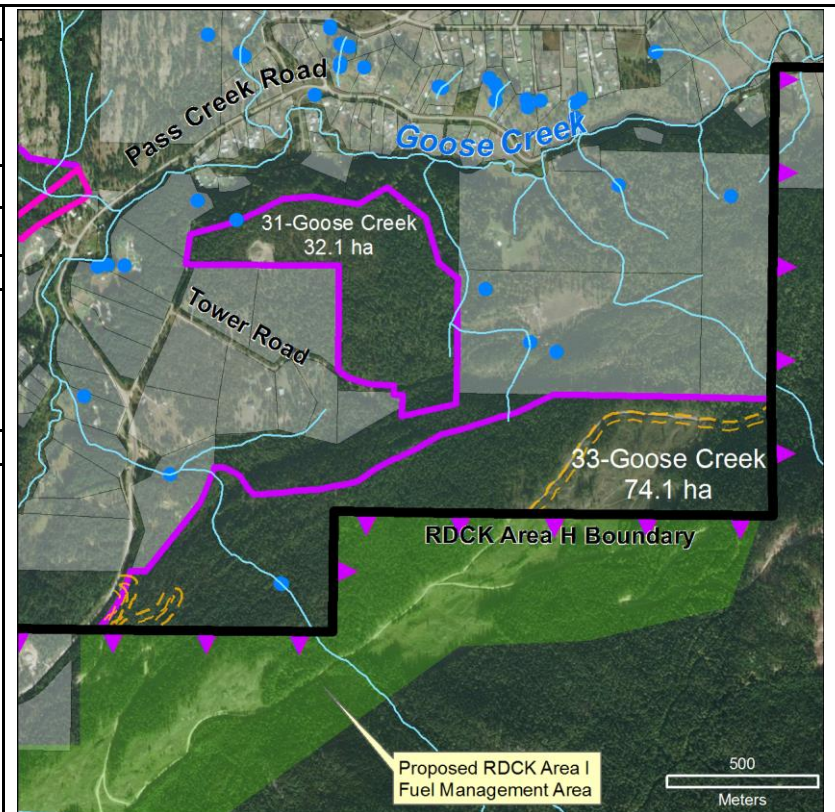 Pass Creek Road
Goose Creek
31-Goose Creek
32.1 ha
Tower Road
33-Goose Creek
74.1 ha
RDCK Area H Boundary
Proposed RDCK Area I
Fuel Management Area
500
Meters